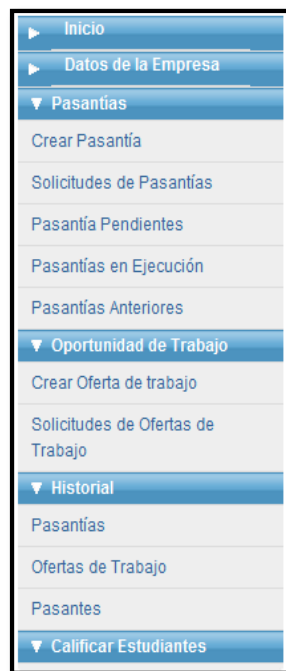 Inicio
Datos de la Empresa
Pasantias
Crear Pasantía
Solicitudes de Pasantías
Pasantía Pendientes
Pasantías en Ejecución
Pasantías Anteriores
Oportunidad de Trabajo
Crear Oferta de trabajo
Solicitudes de Ofertas de
Trabajo
Historial
Pasantías
Ofertas de Trabajo
Pasantes
Calificar Estudiantes